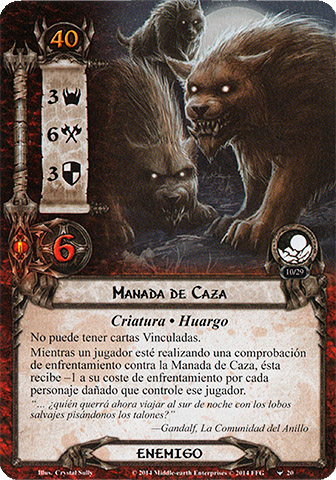 40
3
6
3
6
10/29
Manada de Caza
Criatura • Huargo
No puede tener cartas Vinculadas.
Mientras un jugador esté realizando una comprobación
de enfrentamiento contra la Manada de Caza, ésta
recibe –1 a su coste de enfrentamiento por cada
personaje dañado que controle ese jugador.
“... ¿quién querrá ahora viajar al sur de noche con los lobos
salvajes pisándonos los talones?”
—Gandalf, La Comunidad del Anillo
ENEMIGO
Illus. Crystal Sully
© 2014 Middle-earth Enterprises © 2014 FFG
20